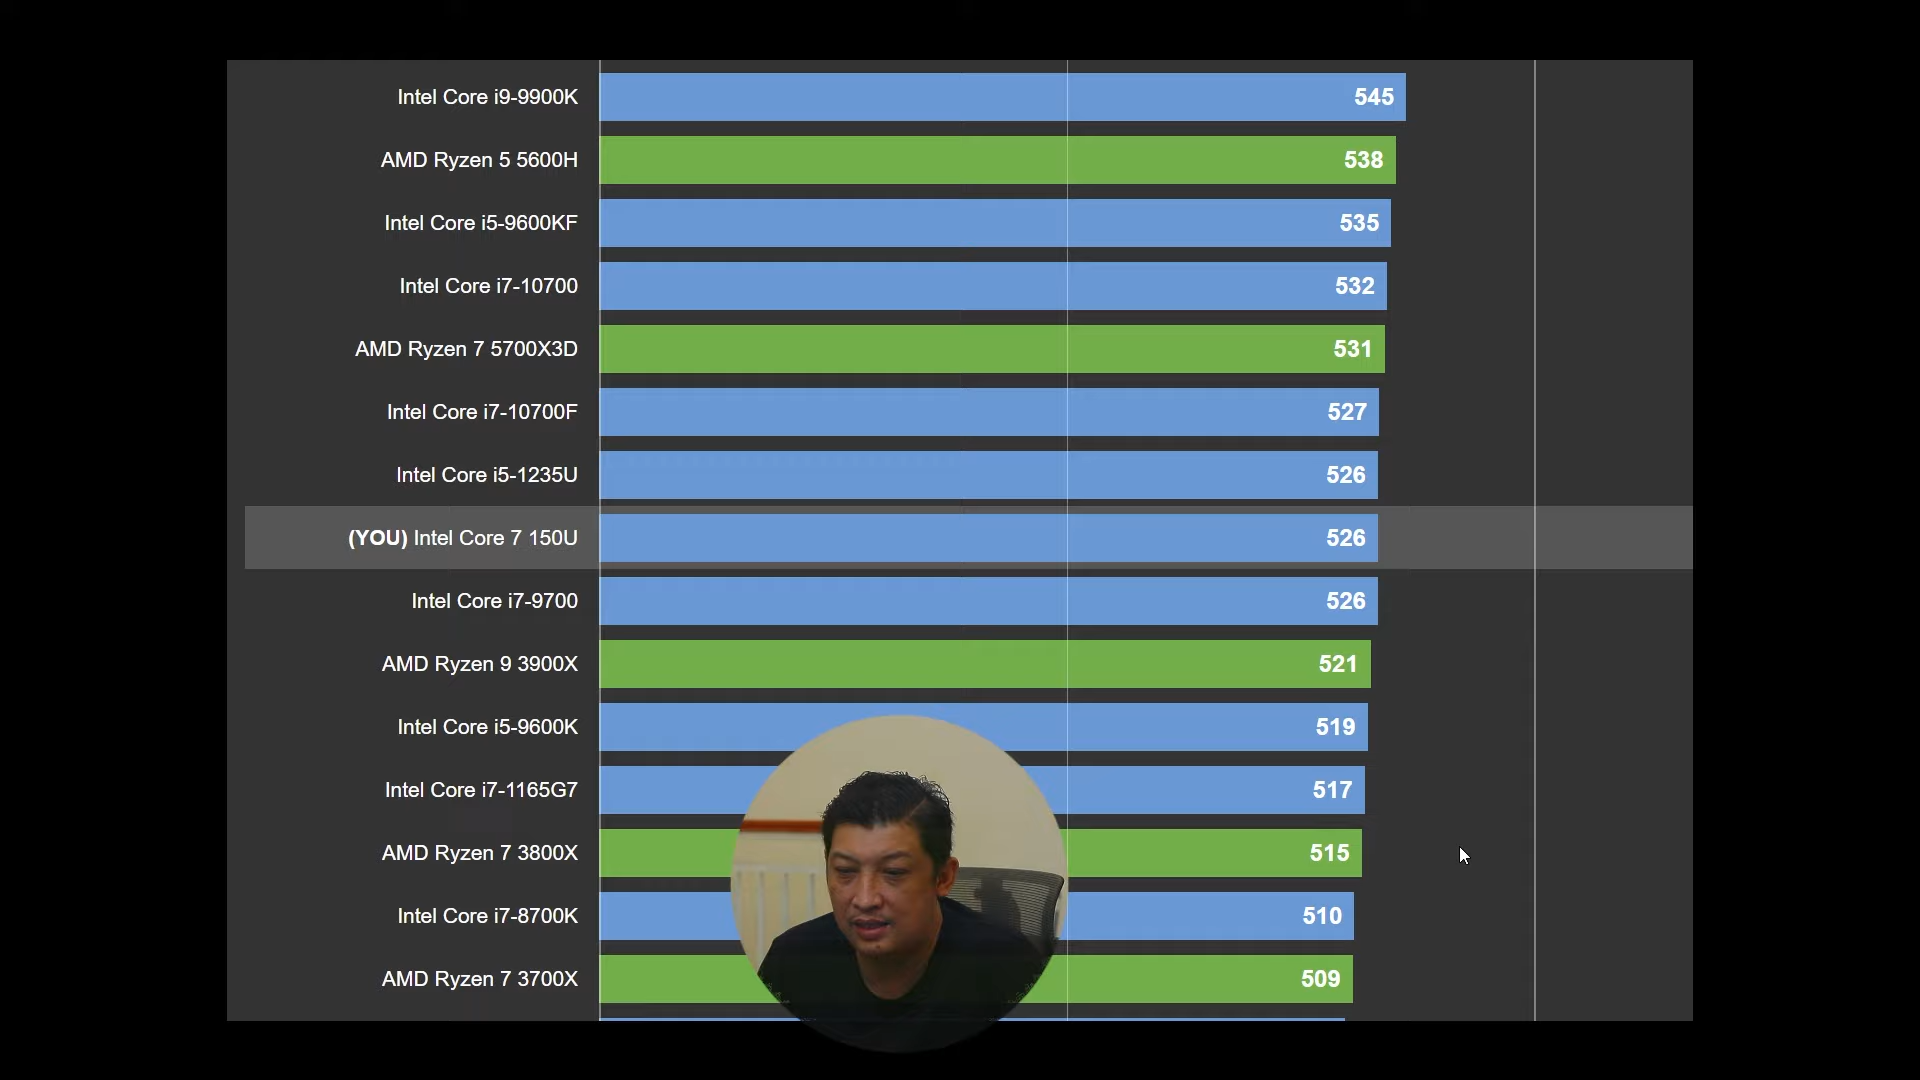 Intel Core i9-9900K 545
AMD Ryzen 5 5600H 538
Intel Core i5-9600KF 535
Intel Core i7-10700 532
AMD Ryzen 7 5700X3D 531
Intel Core i7-10700F 527
Intel Core i5-1235U 526
(YOU) Intel Core 7 150U 526
Intel Core i7-9700 526
AMD Ryzen 9 3900X 521
Intel Core i5-9600K 519
Intel Core i7-1165G7 517
AMD Ryzen 7 3800X 515
Intel Core i7-8700K 510
AMD Ryzen 7 3700X 509